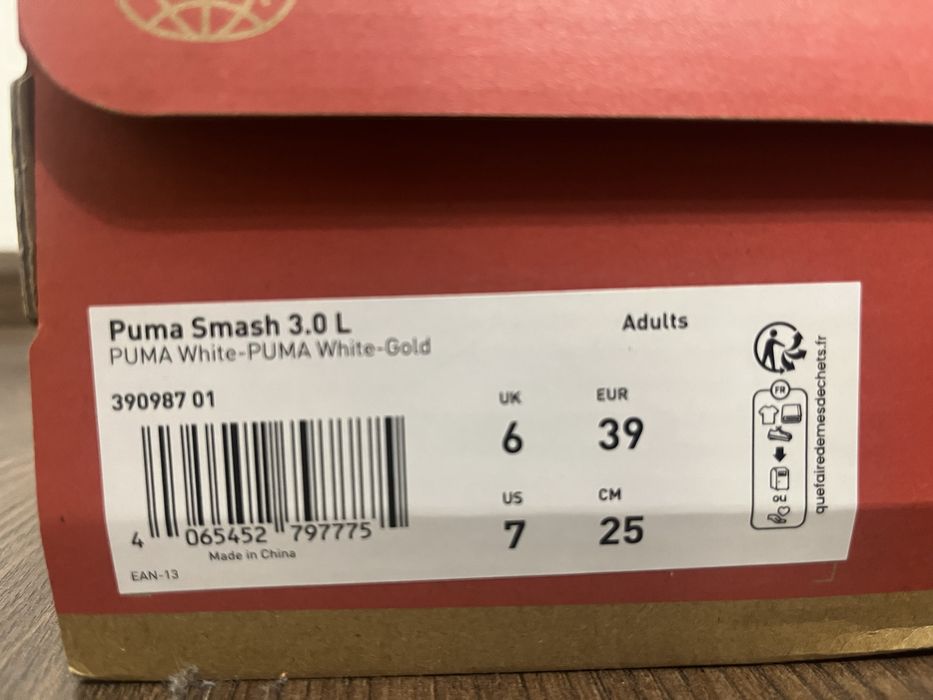 Puma Smash 3.0 L
PUMA White-PUMA White-Gold
Adults
390987 01
UK
6
EUR
39
US
7
CM
25
4 065452 797775
Made in China
EAN-13
FR
OU
quefairedemesdechets.fr